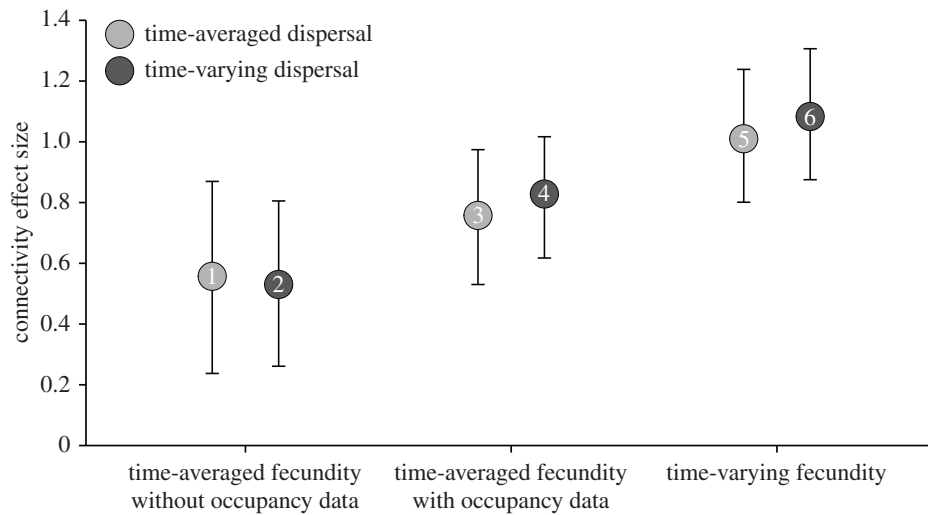 1.4
1.2
1.0
0.8
0.6
0.4
0.2
0
connectivity effect size
time-averaged dispersal
time-varying dispersal
1
2
3
4
5
6
time-averaged fecundity
without occupancy data
time-averaged fecundity
with occupancy data
time-varying fecundity